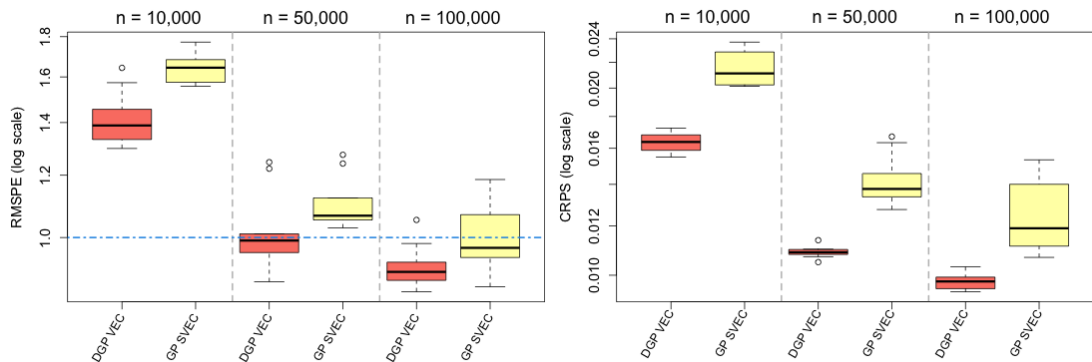 n = 10,000 n = 50,000 n = 100,000
RMSPE (log scale)
1.8
1.6
1.4
1.2
1.0
DGP VEC GP SVEC DGP VEC GP SVEC DGP VEC GP SVEC
n = 10,000 n = 50,000 n = 100,000
CRPS (log scale)
0.024
0.020
0.016
0.012
0.010
DGP VEC GP SVEC DGP VEC GP SVEC DGP VEC GP SVEC